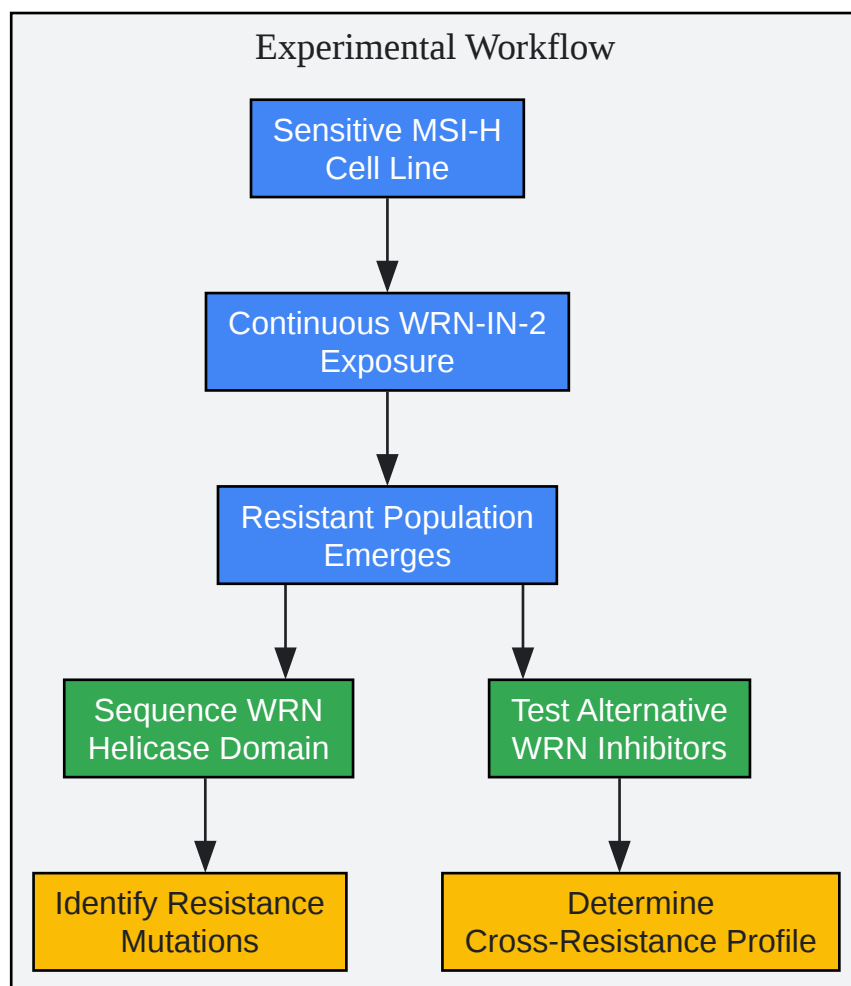 Experimental Workflow
Sensitive MSI-H
Cell Line
Continuous WRN-IN-2
Exposure
Resistant Population
Emerges
Sequence WRN
Helicase Domain
Test Alternative
WRN Inhibitors
Identify Resistance
Mutations
Determine
Cross-Resistance Profile